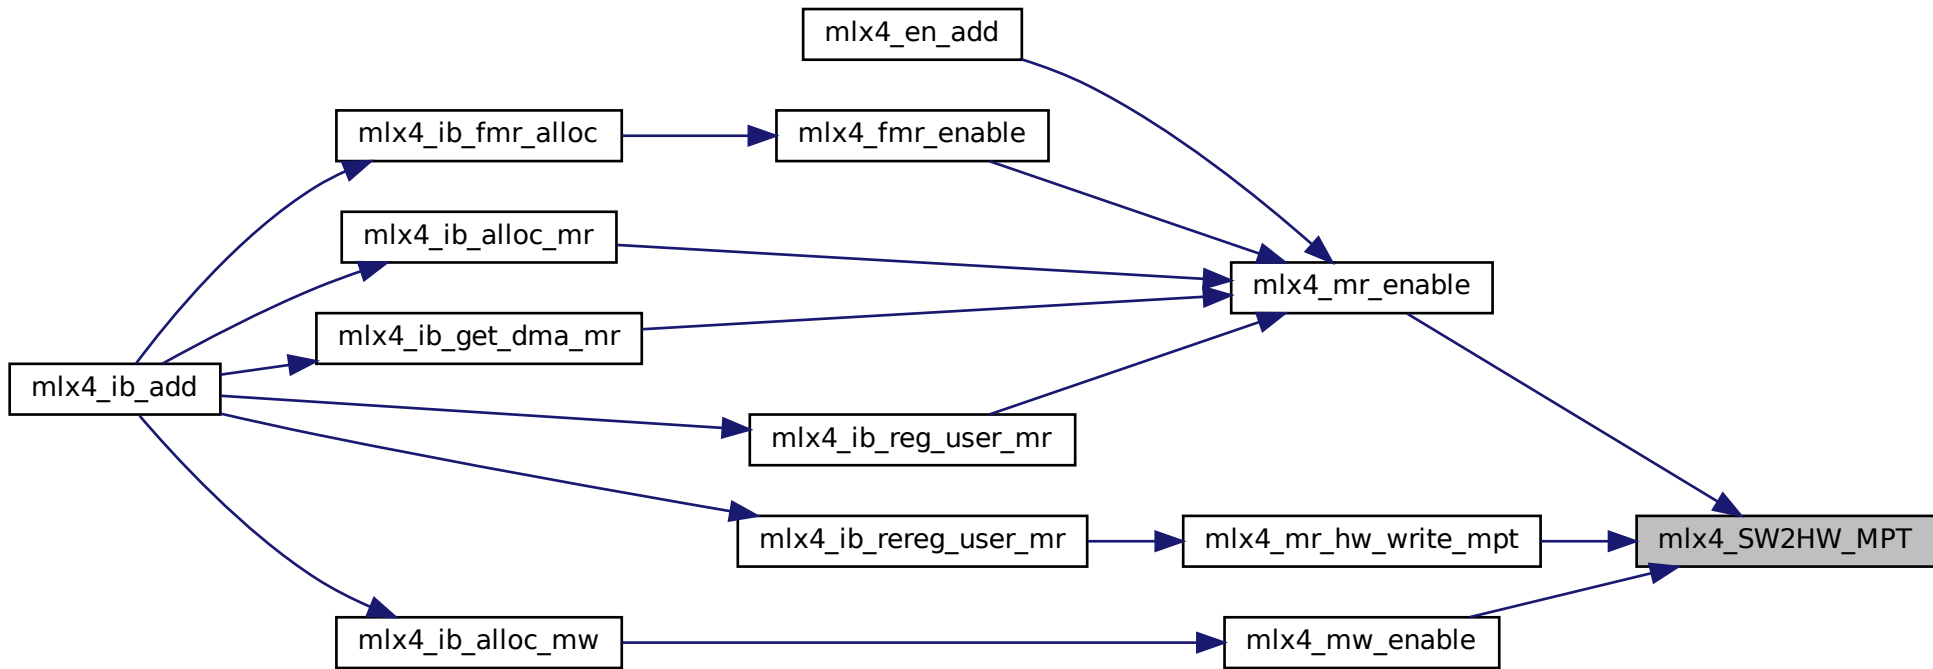 mlx4_en_add
mlx4_ib_fmr_alloc
mlx4_fmr_enable
mlx4_ib_alloc_mr
mlx4_mr_enable
mlx4_ib_get_dma_mr
mlx4_ib_add
mlx4_ib_reg_user_mr
mlx4_ib_rereg_user_mr
mlx4_mr_hw_write_mpt
mlx4_SW2HW_MPT
mlx4_ib_alloc_mw
mlx4_mw_enable